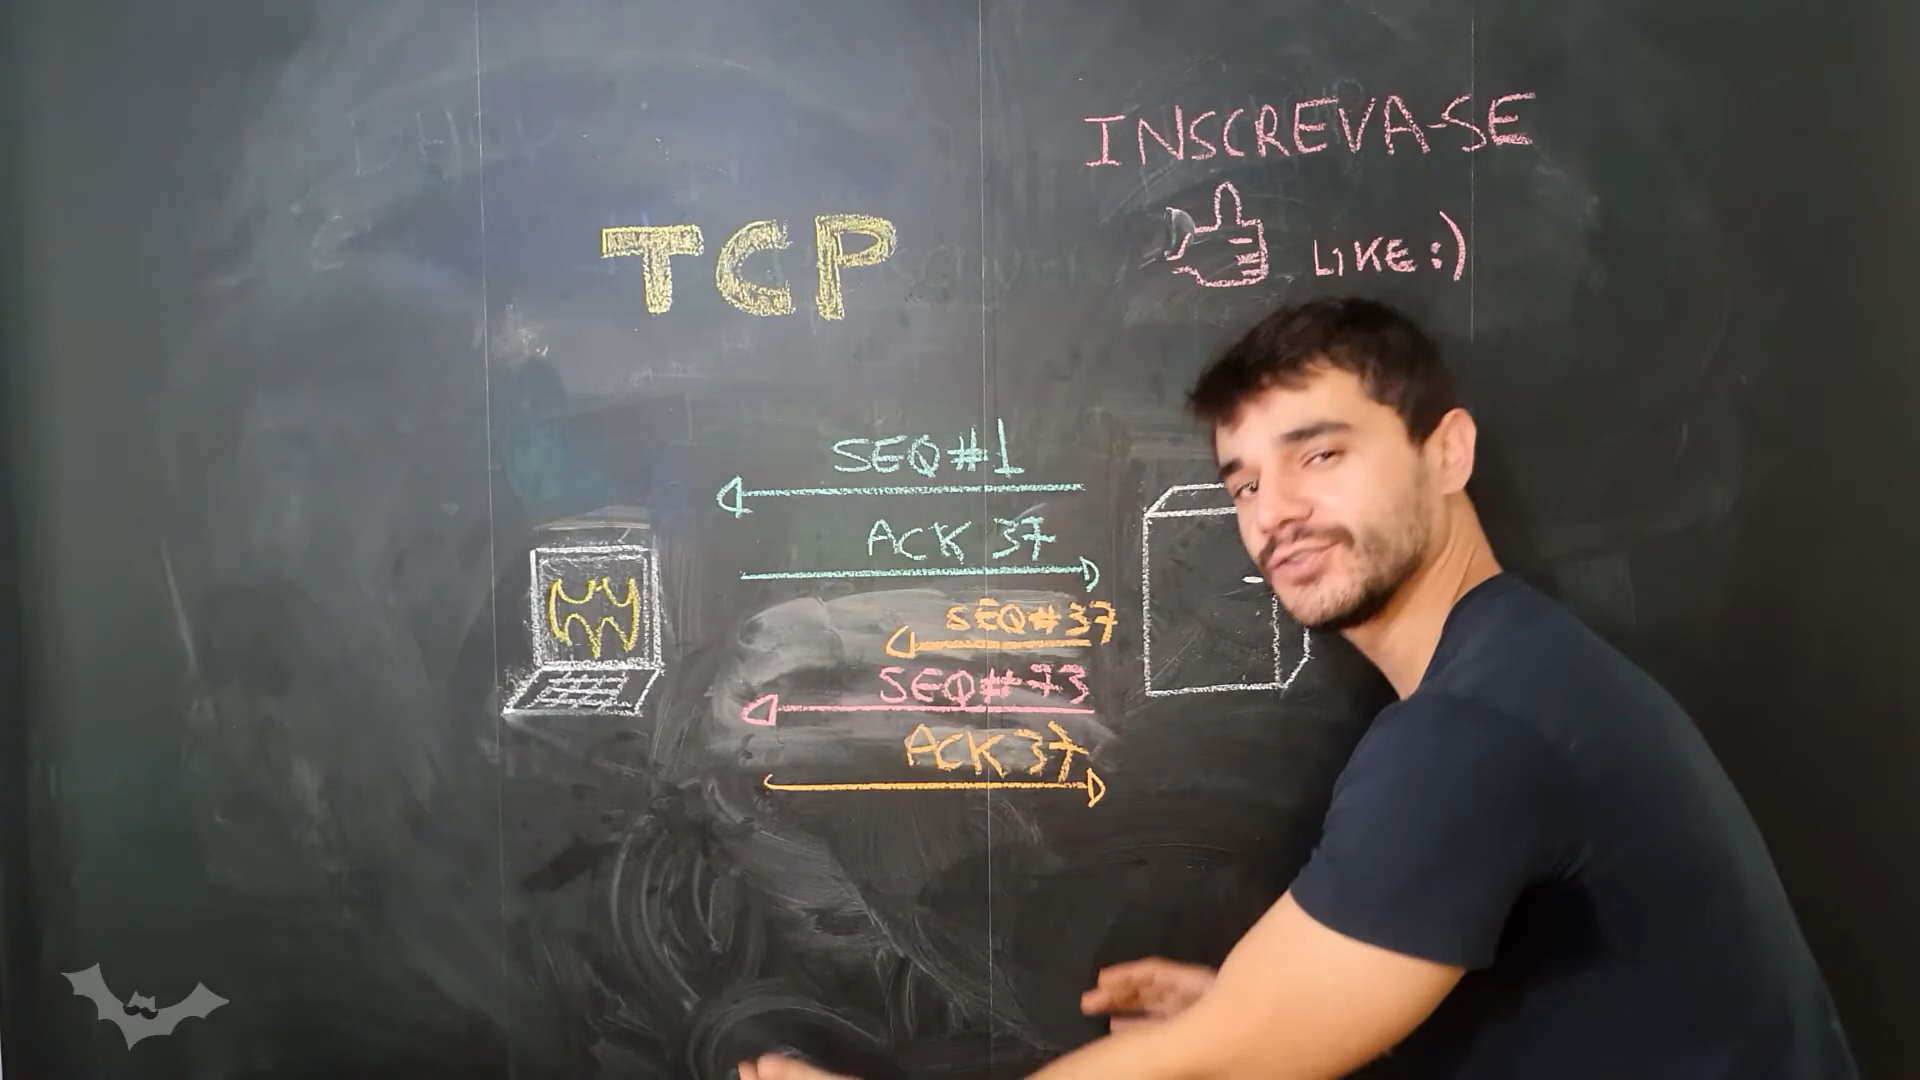 INSCREVA-SE
TCP
LIKE :)
SEQ#1
ACK 37
SEQ#37
SEQ#73
ACK 37